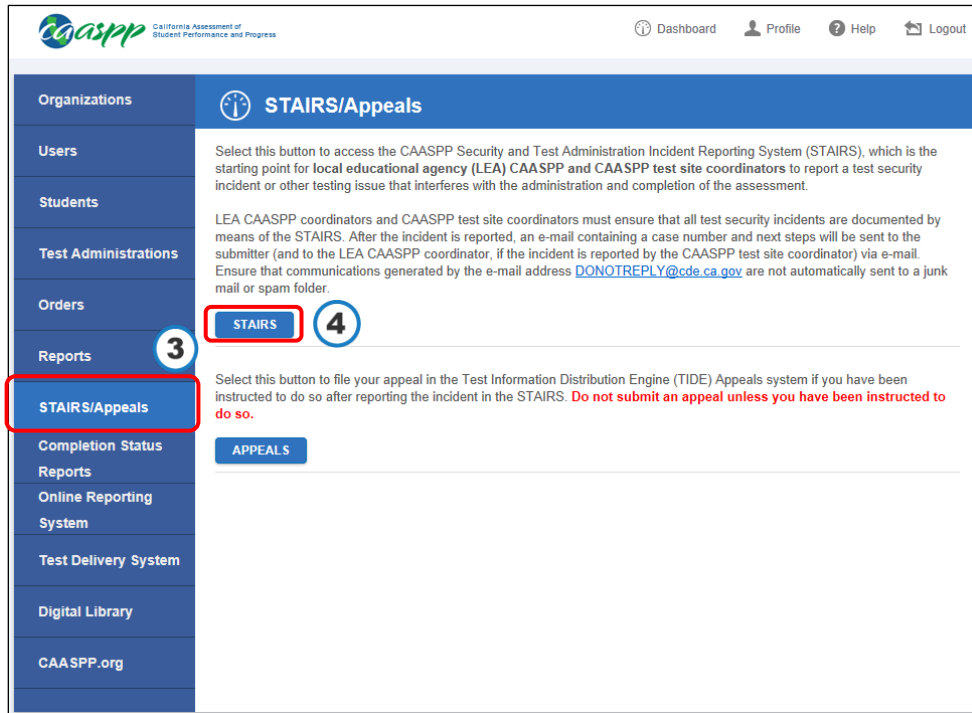 caaspp California Assessment of
Student Performance and Progress
Dashboard Profile Help Logout
Organizations
Users
Students
Test Administrations
Orders
Reports
3
STAIRS/Appeals
Completion Status
Reports
Online Reporting
System
Test Delivery System
Digital Library
CAASPP.org
STAIRS/Appeals
Select this button to access the CAASPP Security and Test Administration Incident Reporting System (STAIRS), which is the
starting point for local educational agency (LEA) CAASPP and CAASPP test site coordinators to report a test security
incident or other testing issue that interferes with the administration and completion of the assessment.
LEA CAASPP coordinators and CAASPP test site coordinators must ensure that all test security incidents are documented by
means of the STAIRS. After the incident is reported, an e-mail containing a case number and next steps will be sent to the
submitter (and to the LEA CAASPP coordinator, if the incident is reported by the CAASPP test site coordinator) via e-mail.
Ensure that communications generated by the e-mail address DONOTREPLY@cde.ca.gov are not automatically sent to a junk
mail or spam folder.
STAIRS 4
Select this button to file your appeal in the Test Information Distribution Engine (TIDE) Appeals system if you have been
instructed to do so after reporting the incident in the STAIRS. Do not submit an appeal unless you have been instructed to
do so.
APPEALS